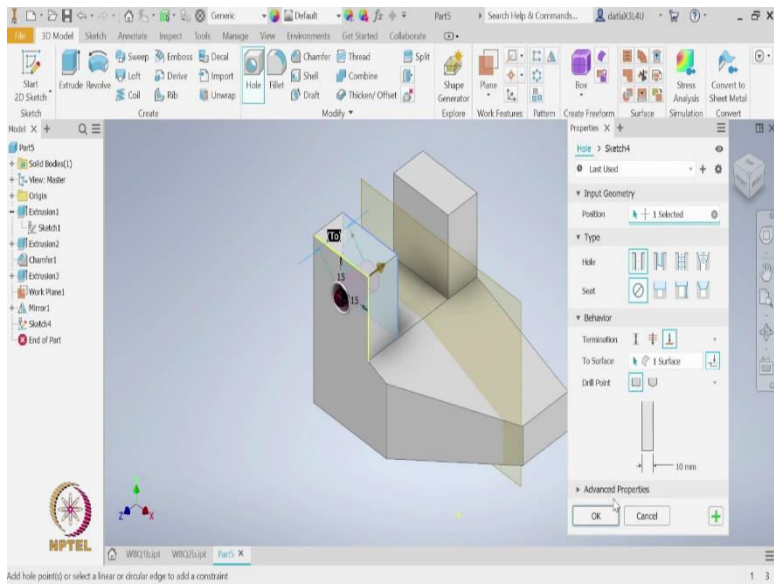 Generic
Default
Part5
Search Help & Commands...
datlaX3L4U
File 3D Model Sketch Annotate Inspect Tools Manage View Environments Get Started Collaborate
Start
2D Sketch
Extrude Revolve
Sweep Emboss Decal
Loft Derive Import
Coil Rib Unwrap
Hole Fillet
Chamfer Thread Split
Shell Combine
Draft Thicken/ Offset
Shape
Generator
Plane
Box
Stress
Analysis
Convert to
Sheet Metal
Sketch Create Modify Explore Work Features Pattern Create Freeform Surface Simulation Convert
Model X +
Part5
Solid Bodies(1)
View: Master
Origin
Extrusion1
Sketch1
Extrusion2
Chamfer1
Extrusion3
Work Plane1
Mirror1
Sketch4
End of Part
(To)
15
15
Properties X +
Hole > Sketch4
Last Used
Input Geometry
Position 1 Selected
Type
Hole
Seat
Behavior
Termination
To Surface 1 Surface
Drill Point
10 mm
Advanced Properties
OK Cancel
NPTEL
W8Q1b.ipt W8Q2b.ipt Part5 X
Add hole point(s) or select a linear or circular edge to add a constraint
1 3